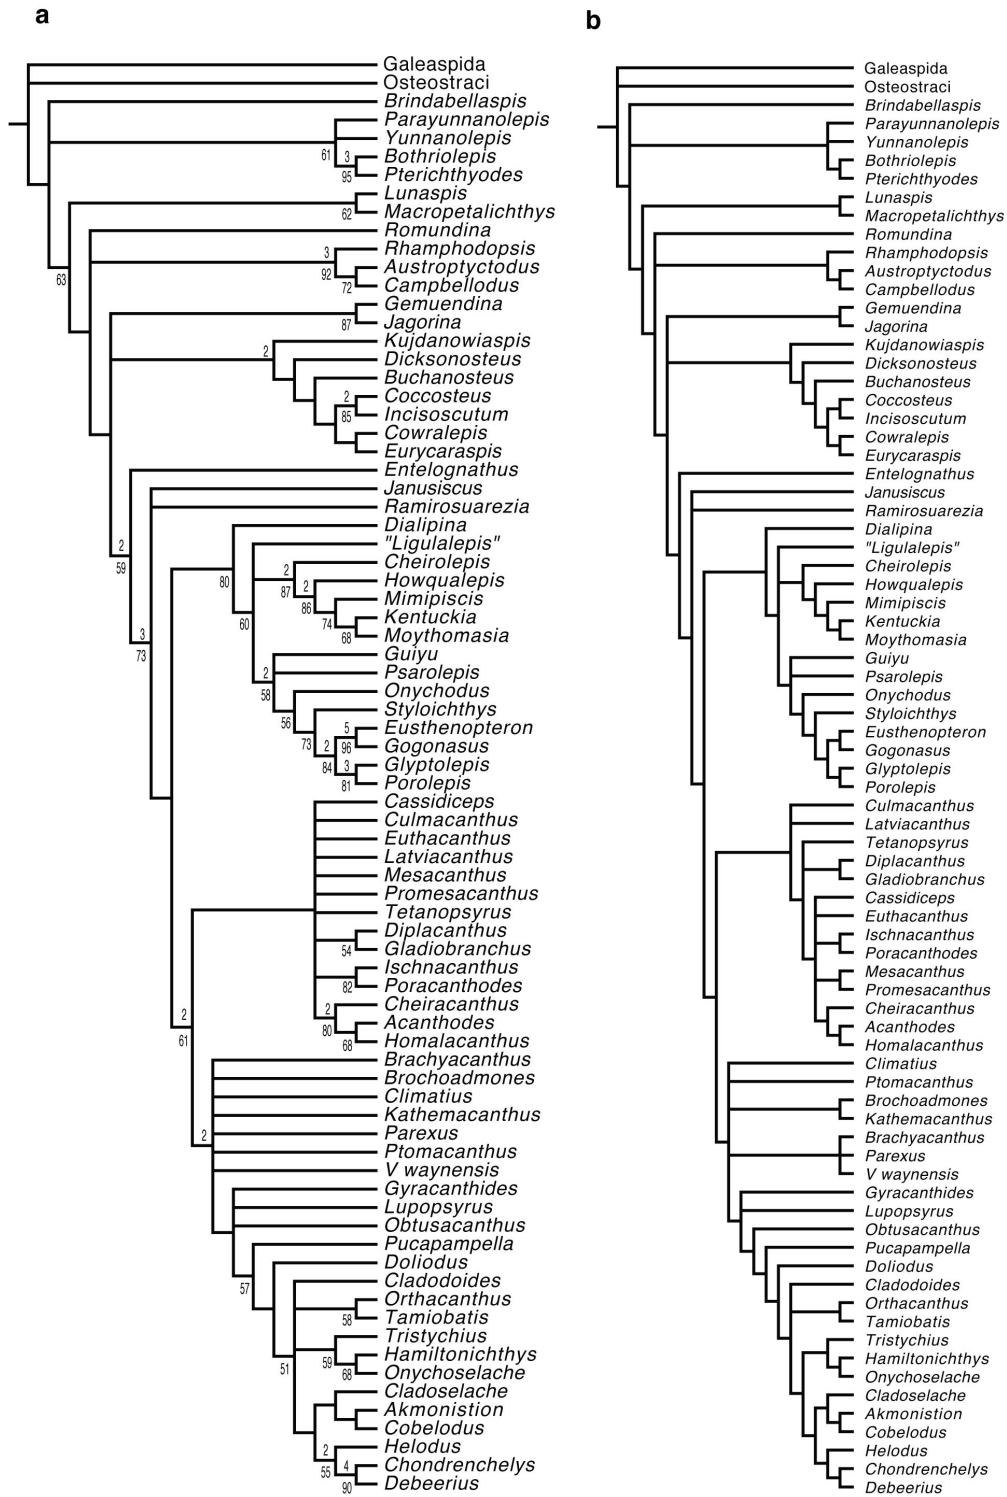 a
Galeaspida
Osteostraci
Brindabellaspis
Parayunnanolepis
Yunnanolepis
61 3 Bothriolepis
95 Pterichthyodes
Lunaspis
62 Macropetalichthys
Romundina
3 Rhamphodopsis
63 92 Austroptyctodus
72 Campbellodus
Gemuendina
87 Jagorina
2 Kujdanowiaspis
Dicksonosteus
Buchanosteus
2 Coccosteus
85 Incisoscutum
Cowralepis
Eurycaraspis
Entelognathus
Janusiscus
Ramirosuarezia
Dialipina
2 "Ligulalepis"
59 2 Cheirolepis
80 87 2 Howqualepis
86 Mimipiscis
60 74 Kentuckia
3 68 Moythomasia
73 Guiyu
2 Psarolepis
58 Onychodus
56 Styloichthys
5 Eusthenopteron
73 2 96 Gogonasus
84 3 Glyptolepis
81 Porolepis
Cassidiceps
Culmacanthus
Euthacanthus
Latviacanthus
Mesacanthus
Promesacanthus
Tetanopsyrus
Diplacanthus
54 Gladiobranchus
Ischnacanthus
82 Poracanthodes
2 2 Cheiracanthus
61 80 Acanthodes
68 Homalacanthus
Brachyacanthus
Brochoadmones
Climatius
Kathemacanthus
2 Parexus
Ptomacanthus
V waynensis
Gyracanthides
Lupopsyrus
Obtusacanthus
Pucapampella
57 Doliodus
Cladodoides
Orthacanthus
58 Tamiobatis
Tristychius
51 59 Hamiltonichthys
68 Onychoselache
Cladoselache
Akmonistion
Cobelodus
2 Helodus
55 4 Chondrenchelys
90 Debeerius
b
Galeaspida
Osteostraci
Brindabellaspis
Parayunnanolepis
Yunnanolepis
Bothriolepis
Pterichthyodes
Lunaspis
Macropetalichthys
Romundina
Rhamphodopsis
Austroptyctodus
Campbellodus
Gemuendina
Jagorina
Kujdanowiaspis
Dicksonosteus
Buchanosteus
Coccosteus
Incisoscutum
Cowralepis
Eurycaraspis
Entelognathus
Janusiscus
Ramirosuarezia
Dialipina
"Ligulalepis"
Cheirolepis
Howqualepis
Mimipiscis
Kentuckia
Moythomasia
Guiyu
Psarolepis
Onychodus
Styloichthys
Eusthenopteron
Gogonasus
Glyptolepis
Porolepis
Culmacanthus
Latviacanthus
Tetanopsyrus
Diplacanthus
Gladiobranchus
Cassidiceps
Euthacanthus
Ischnacanthus
Poracanthodes
Mesacanthus
Promesacanthus
Cheiracanthus
Acanthodes
Homalacanthus
Climatius
Ptomacanthus
Brochoadmones
Kathemacanthus
Brachyacanthus
Parexus
V waynensis
Gyracanthides
Lupopsyrus
Obtusacanthus
Pucapampella
Doliodus
Cladodoides
Orthacanthus
Tamiobatis
Tristychius
Hamiltonichthys
Onychoselache
Cladoselache
Akmonistion
Cobelodus
Helodus
Chondrenchelys
Debeerius